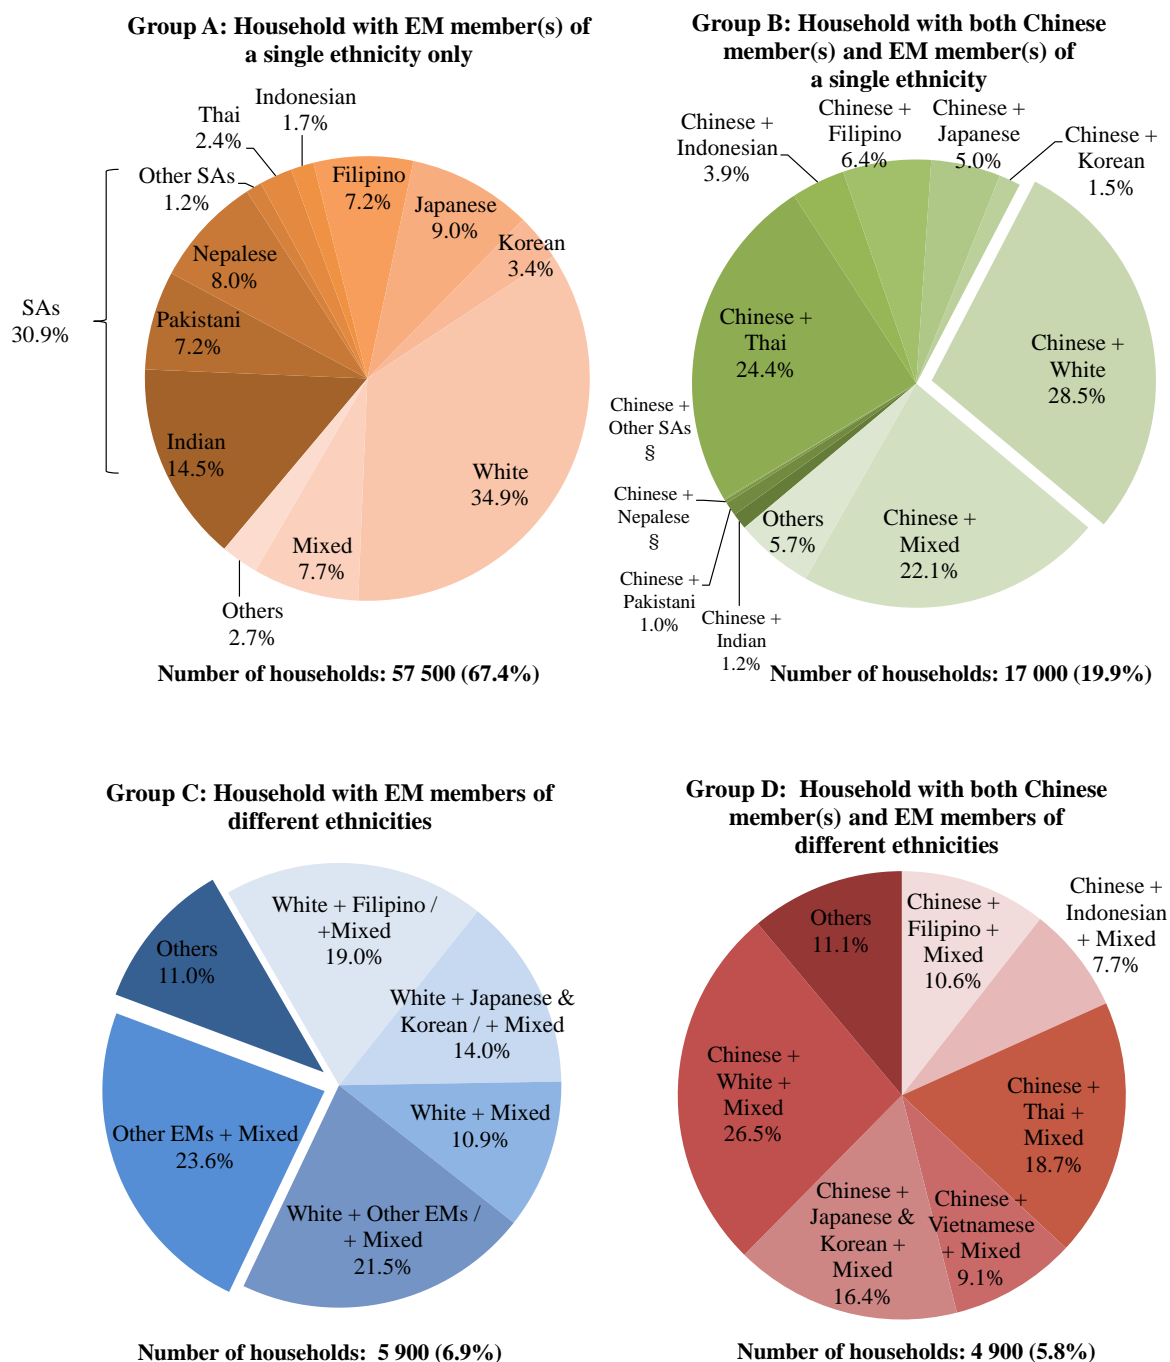 Group A: Household with EM member(s) of
a single ethnicity only
Indonesian
1.7%
Thai
2.4%
Other SAs
1.2%
Filipino
7.2%
Japanese
9.0%
Korean
3.4%
Nepalese
8.0%
SAs
30.9%
Pakistani
7.2%
Indian
14.5%
White
34.9%
Mixed
7.7%
Others
2.7%
Number of households: 57 500 (67.4%)
Group B: Household with both Chinese
member(s) and EM member(s) of
a single ethnicity
Chinese +
Indonesian
3.9%
Chinese +
Filipino
6.4%
Chinese +
Japanese
5.0%
Chinese +
Korean
1.5%
Chinese +
Thai
24.4%
Chinese +
White
28.5%
Chinese +
Other SAs
§
Chinese +
Nepalese
§
Others
5.7%
Chinese +
Mixed
22.1%
Chinese +
Pakistani
1.0%
Chinese +
Indian
1.2%
Number of households: 17 000 (19.9%)
Group C: Household with EM members of
different ethnicities
White + Filipino /
+Mixed
19.0%
Others
11.0%
White + Japanese &
Korean / + Mixed
14.0%
White + Mixed
10.9%
Other EMs + Mixed
23.6%
White + Other EMs /
+ Mixed
21.5%
Number of households:  5 900 (6.9%)
Group D:  Household with both Chinese
member(s) and EM members of
different ethnicities
Chinese +
Indonesian
+ Mixed
7.7%
Others
11.1%
Chinese +
Filipino +
Mixed
10.6%
Chinese +
White +
Mixed
26.5%
Chinese +
Thai +
Mixed
18.7%
Chinese +
Japanese &
Korean +
Mixed
16.4%
Chinese +
Vietnamese
+ Mixed
9.1%
Number of households: 4 900 (5.8%)